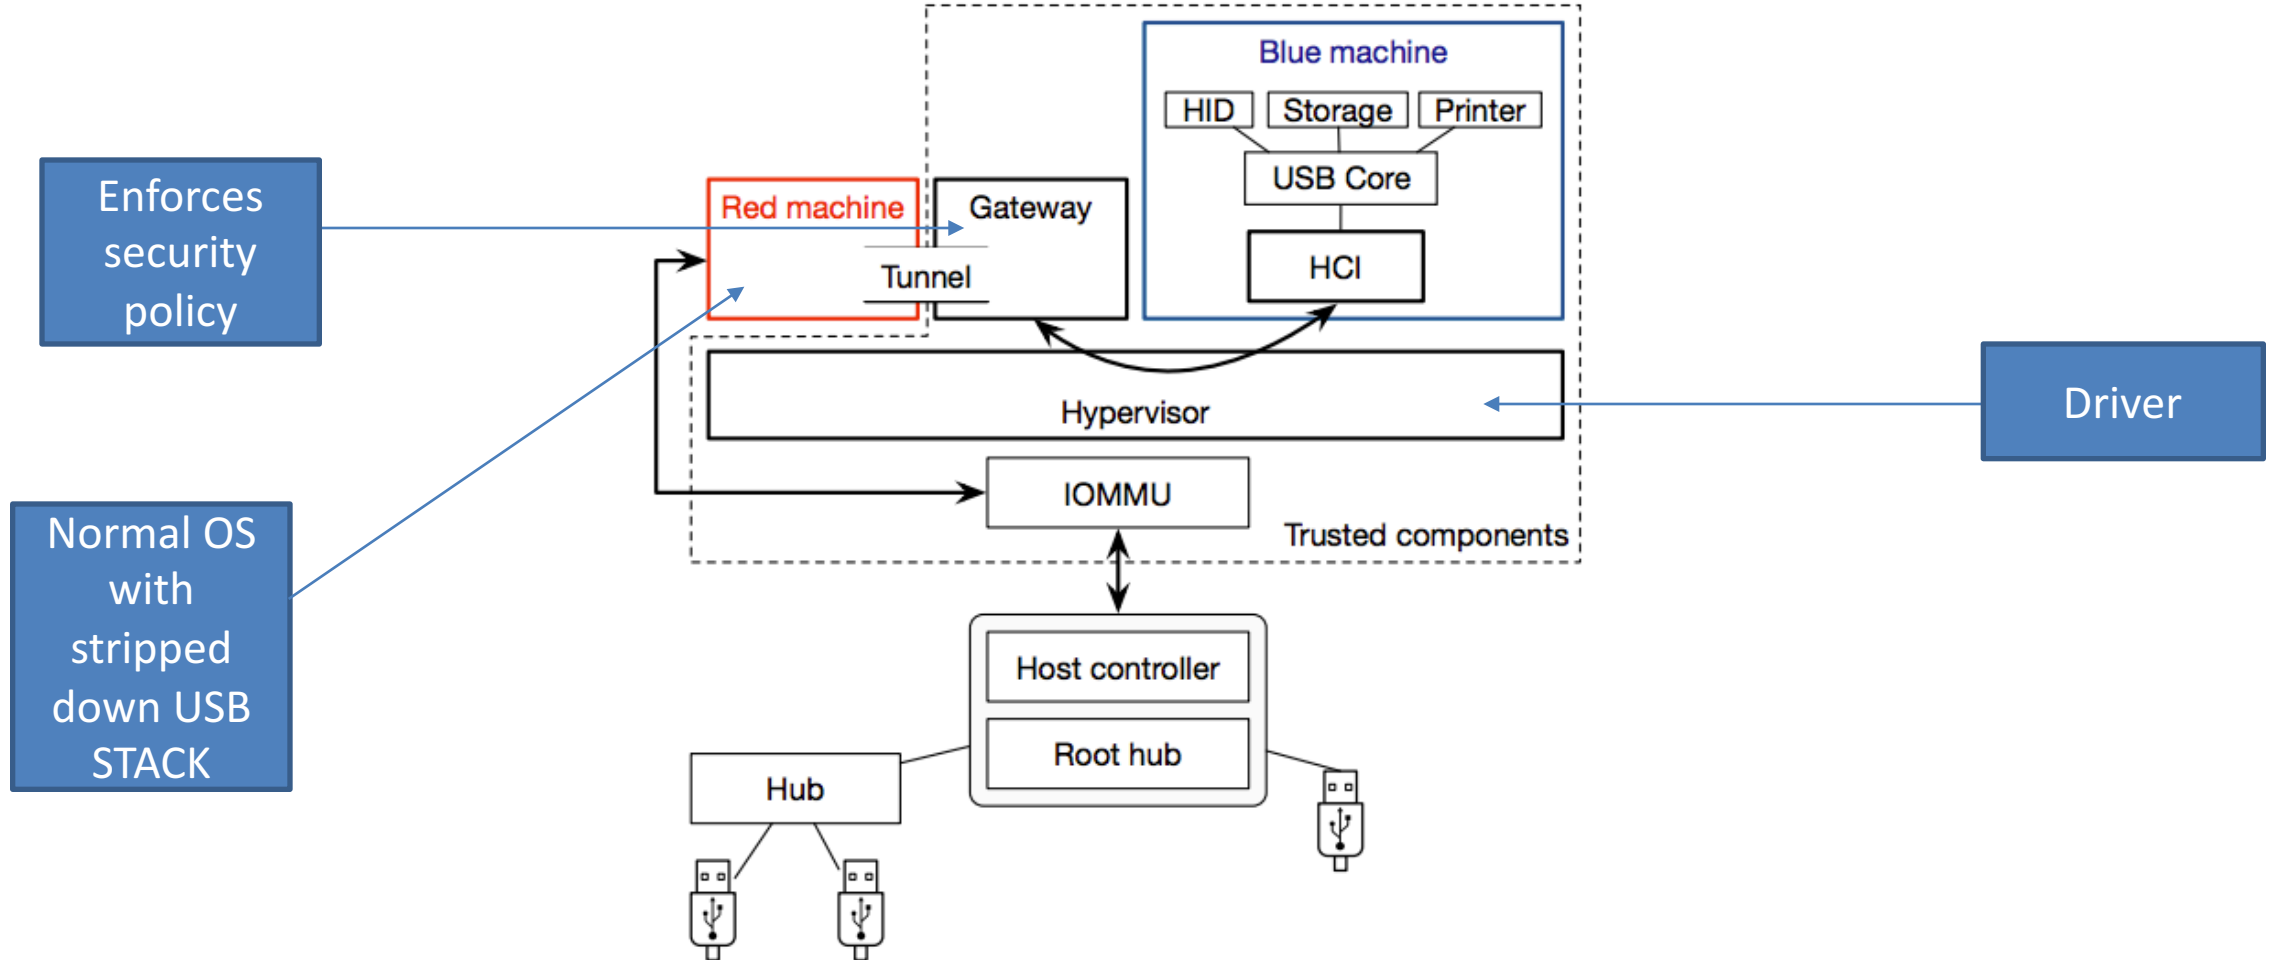 Blue machine
HID
Storage
Printer
USB Core
HCI
Enforces
security
policy
Red machine
Gateway
Tunnel
Hypervisor
Driver
IOMMU
Trusted components
Normal OS
with
stripped
down USB
STACK
Host controller
Root hub
Hub